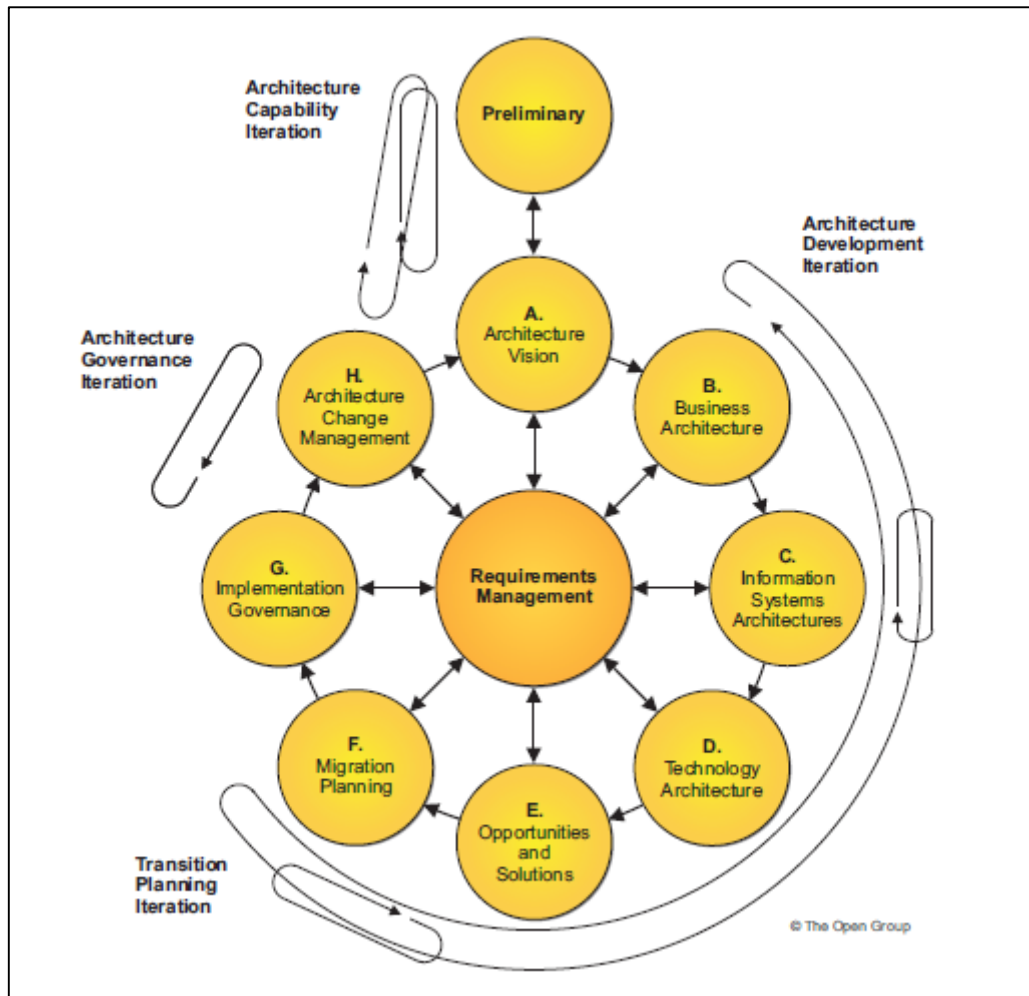 Architecture
Capability
Iteration
Preliminary
Architecture
Development
Iteration
A.
Architecture
Vision
Architecture
Governance
Iteration
H.
Architecture
Change
Management
B.
Business
Architecture
G.
Implementation
Governance
Requirements
Management
C.
Information
Systems
Architectures
F.
Migration
Planning
D.
Technology
Architecture
E.
Opportunities
and
Solutions
Transition
Planning
Iteration
© The Open Group